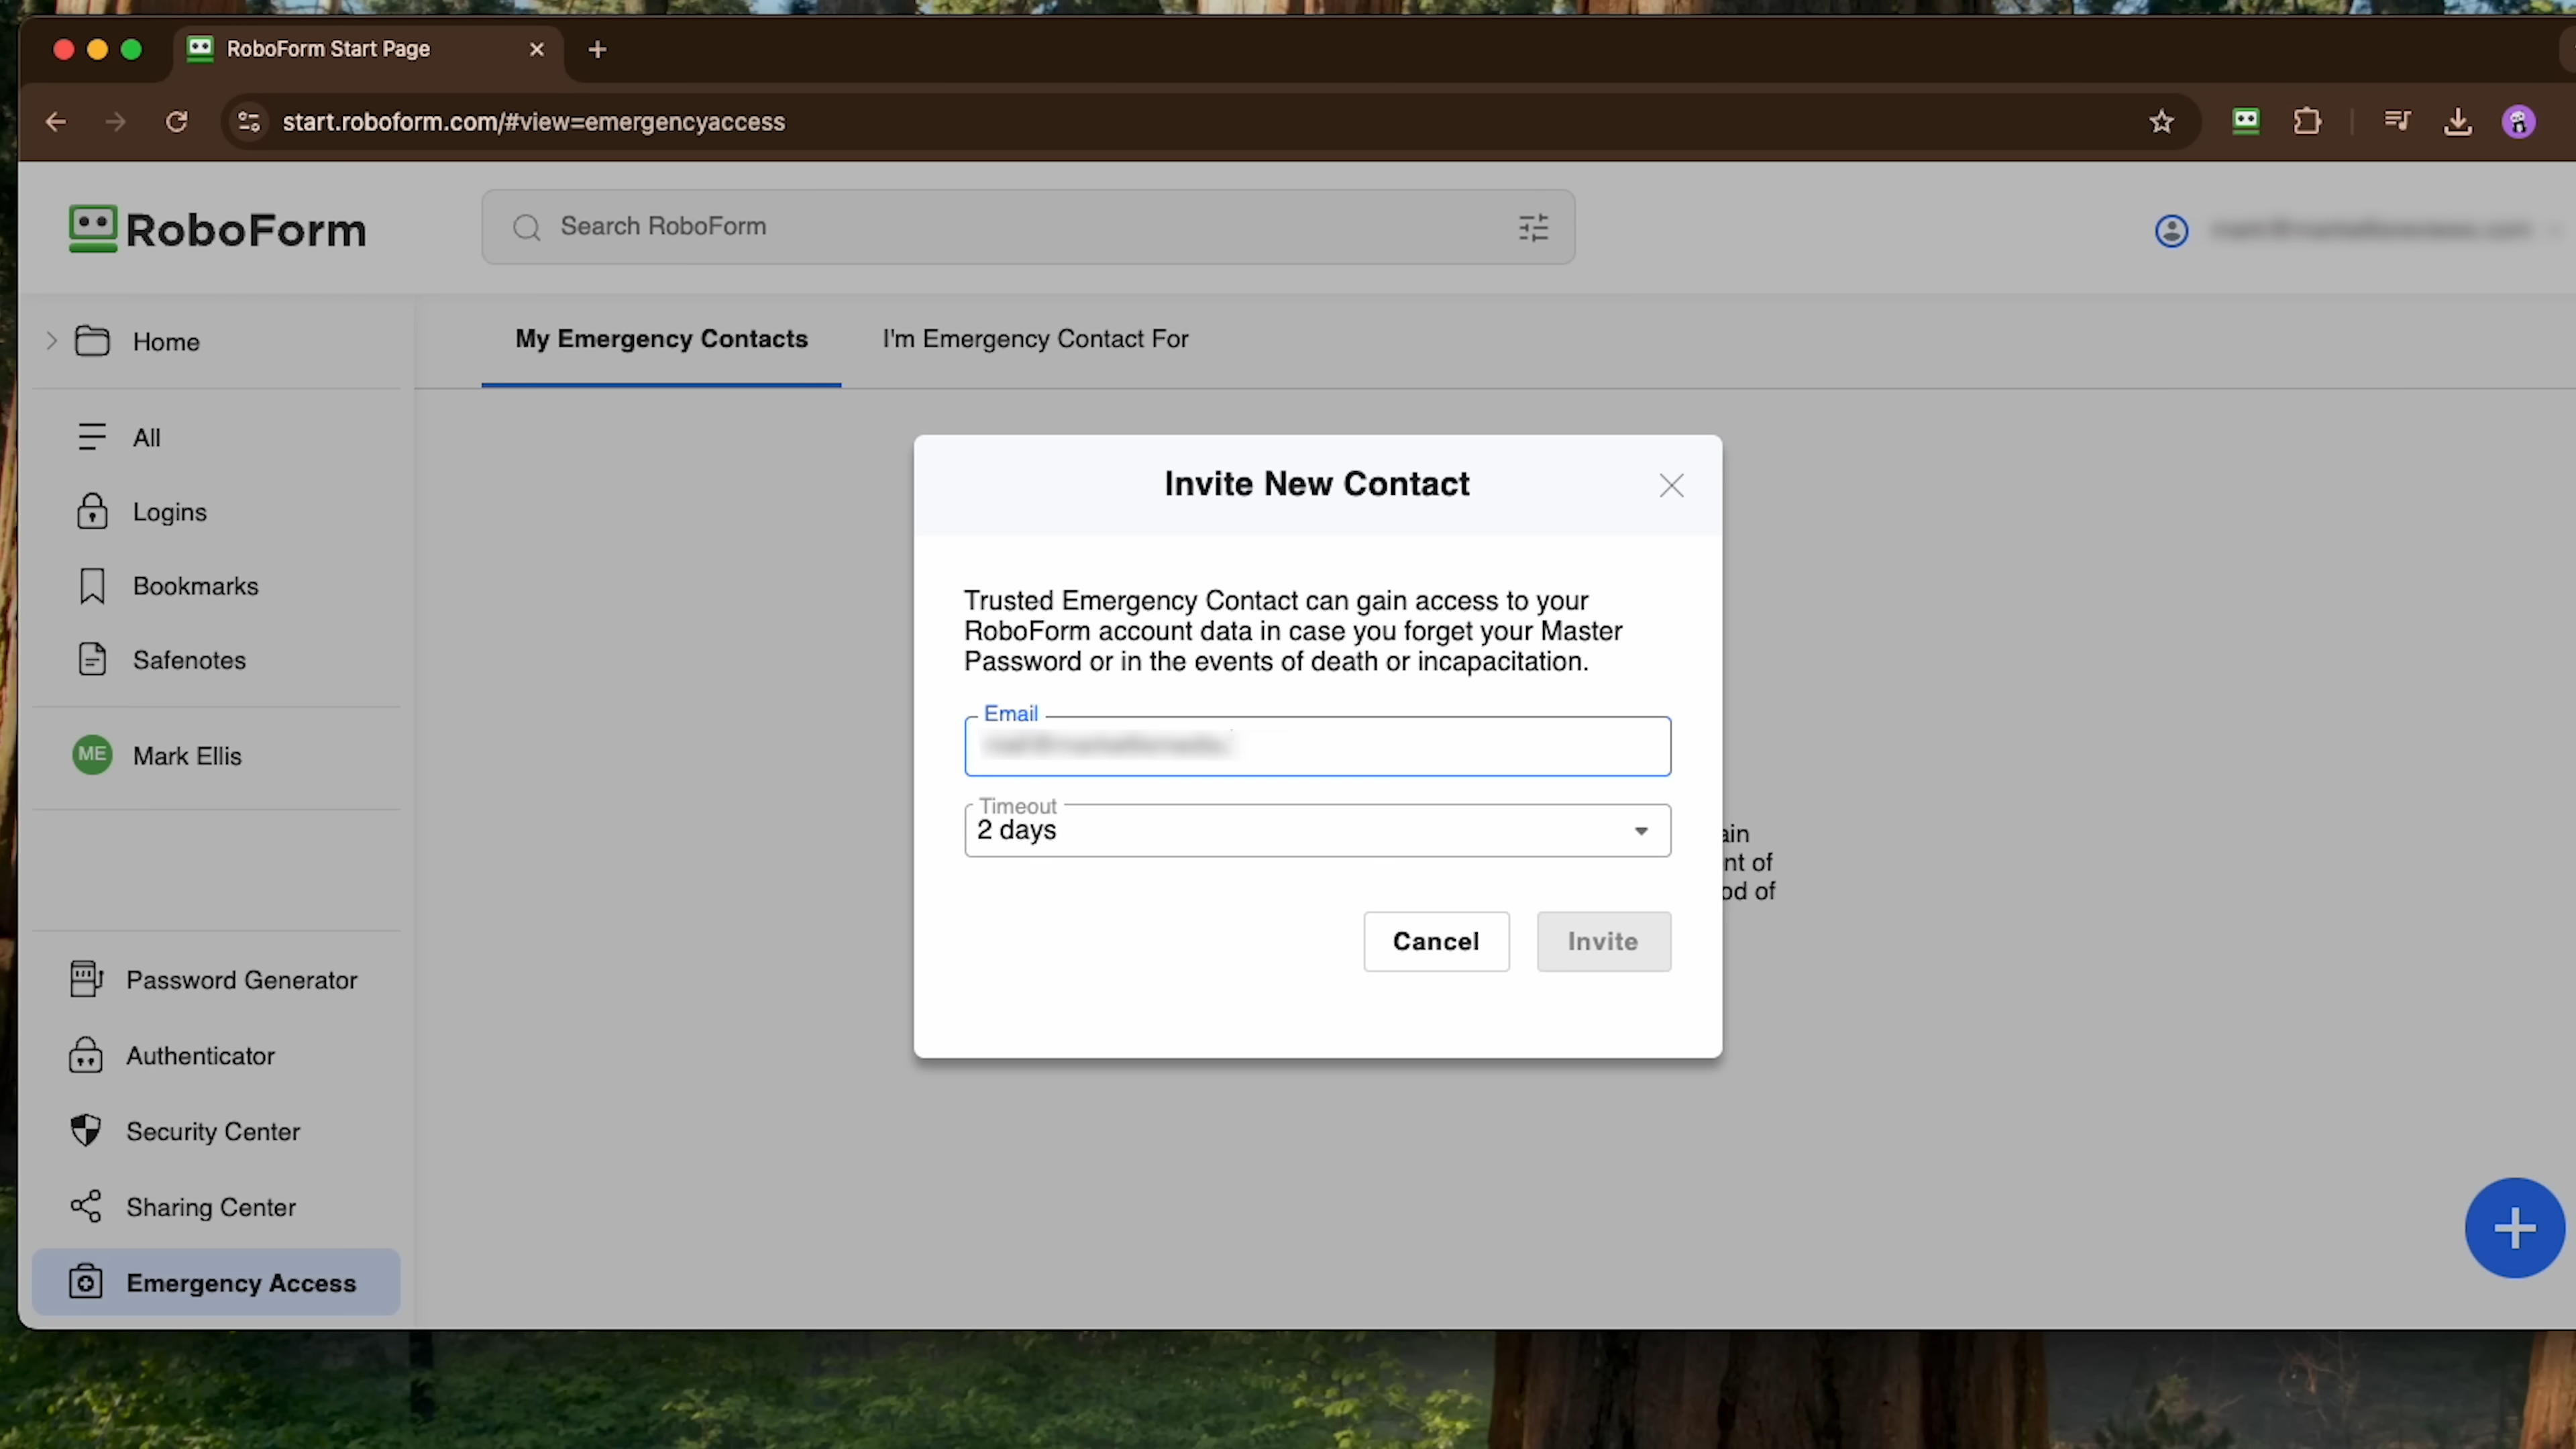 RoboForm Start Page
start.roboform.com/#view=emergencyaccess
RoboForm
Search RoboForm
Home
All
Logins
Bookmarks
Safenotes
ME Mark Ellis
Password Generator
Authenticator
Security Center
Sharing Center
Emergency Access
My Emergency Contacts
I'm Emergency Contact For
Invite New Contact
Trusted Emergency Contact can gain access to your
RoboForm account data in case you forget your Master
Password or in the events of death or incapacitation.
Email
Timeout
2 days
Cancel
Invite
ain
nt of
od of